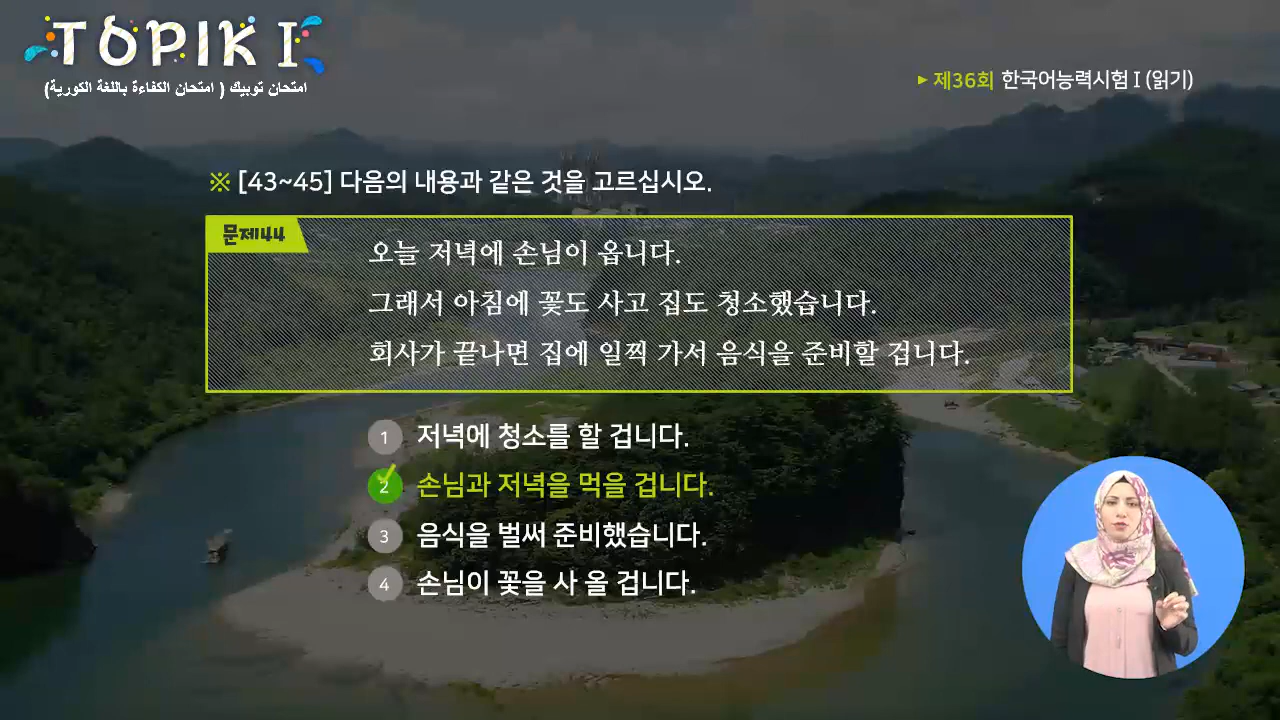 TOPIK I
امتحان توبيك ( امتحان الكفاءة باللغة الكورية)
▸ 제36회 한국어능력시험 I (읽기)
※ [43~45] 다음의 내용과 같은 것을 고르십시오.
문제44
오늘 저녁에 손님이 옵니다.
그래서 아침에 꽃도 사고 집도 청소했습니다.
회사가 끝나면 집에 일찍 가서 음식을 준비할 겁니다.
1 저녁에 청소를 할 겁니다.
2 손님과 저녁을 먹을 겁니다.
3 음식을 벌써 준비했습니다.
4 손님이 꽃을 사 올 겁니다.